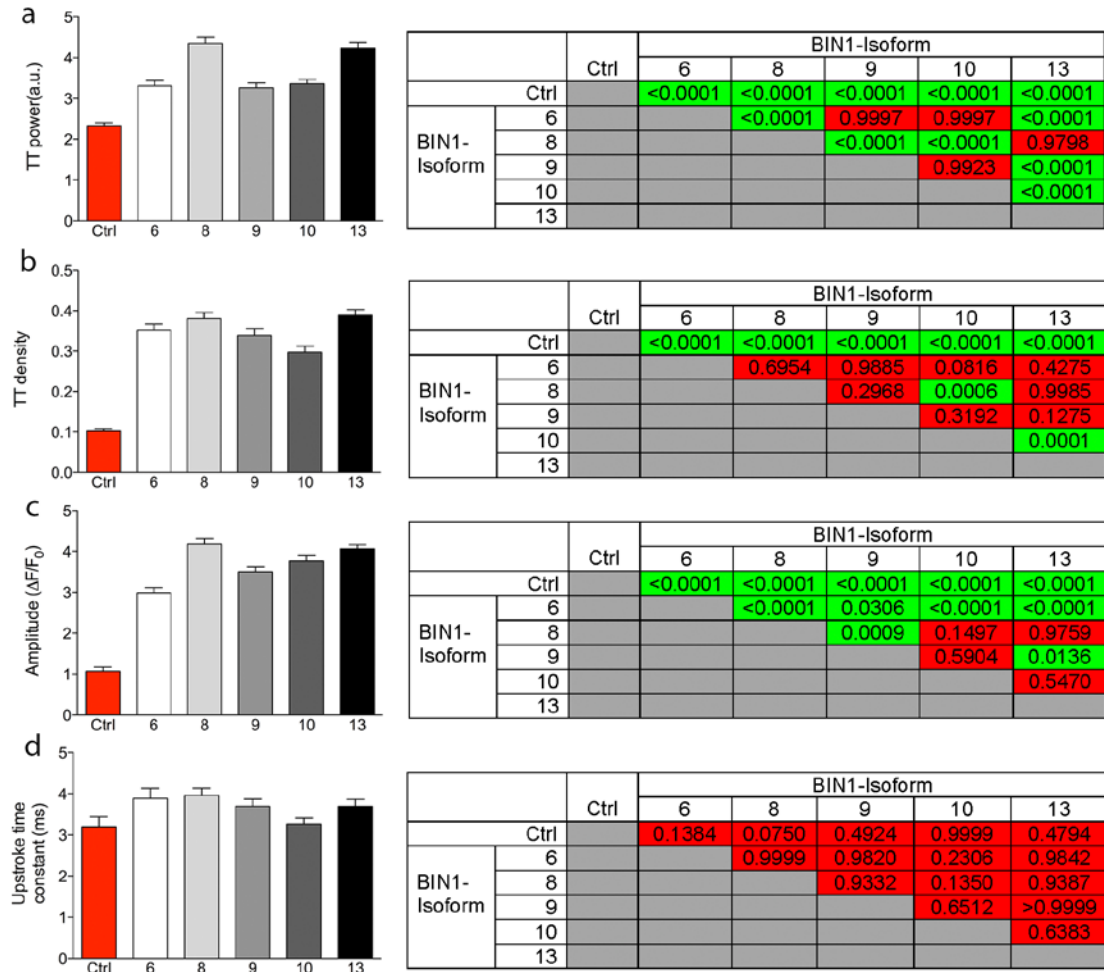 a
TT power(a.u.)
5
4
3
2
1
0
Ctrl 6 8 9 10 13
BIN1-Isoform
Ctrl 6 8 9 10 13
Ctrl <0.0001 <0.0001 <0.0001 <0.0001 <0.0001
6 <0.0001 0.9997 0.9997 <0.0001
BIN1-Isoform
8 <0.0001 <0.0001 0.9798
9 0.9923 <0.0001
10 <0.0001
13
b
TT density
0.5
0.4
0.3
0.2
0.1
0.0
Ctrl 6 8 9 10 13
BIN1-Isoform
Ctrl 6 8 9 10 13
Ctrl <0.0001 <0.0001 <0.0001 <0.0001 <0.0001
6 0.6954 0.9885 0.0816 0.4275
BIN1-Isoform
8 0.2968 0.0006 0.9985
9 0.3192 0.1275
10 0.0001
13
c
Amplitude (ΔF/F0)
5
4
3
2
1
0
Ctrl 6 8 9 10 13
BIN1-Isoform
Ctrl 6 8 9 10 13
Ctrl <0.0001 <0.0001 <0.0001 <0.0001 <0.0001
6 <0.0001 0.0306 <0.0001 <0.0001
BIN1-Isoform
8 0.0009 0.1497 0.9759
9 0.5904 0.0136
10 0.5470
13
d
Upstroke time
constant (ms)
5
4
3
2
1
0
Ctrl 6 8 9 10 13
BIN1-Isoform
Ctrl 6 8 9 10 13
Ctrl 0.1384 0.0750 0.4924 0.9999 0.4794
6 0.9999 0.9820 0.2306 0.9842
BIN1-Isoform
8 0.9332 0.1350 0.9387
9 0.6512 >0.9999
10 0.6383
13